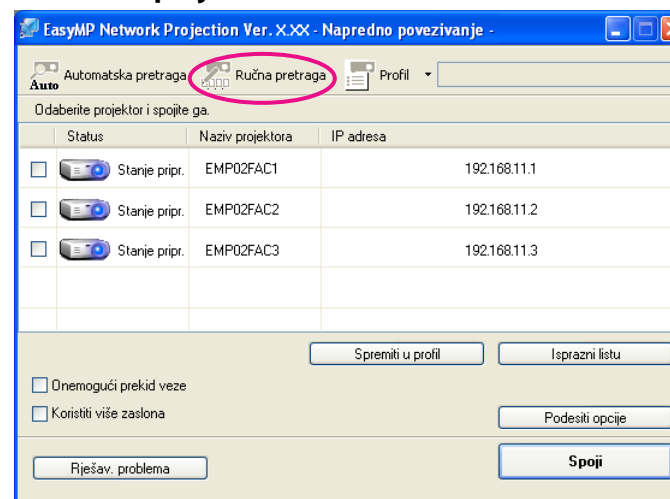 EasyMP Network Projection Ver. X.XX - Napredno povezivanje -
Auto Automatska pretraga Ručna pretraga Profil
Odaberite projektor i spojite ga.
Status Naziv projektora IP adresa
Stanje pripr. EMP02FAC1 192.168.11.1
Stanje pripr. EMP02FAC2 192.168.11.2
Stanje pripr. EMP02FAC3 192.168.11.3
Spremiti u profil Isprazni listu
Onemogući prekid veze
Koristiti više zaslona
Podesiti opcije
Rješav. problema Spoji